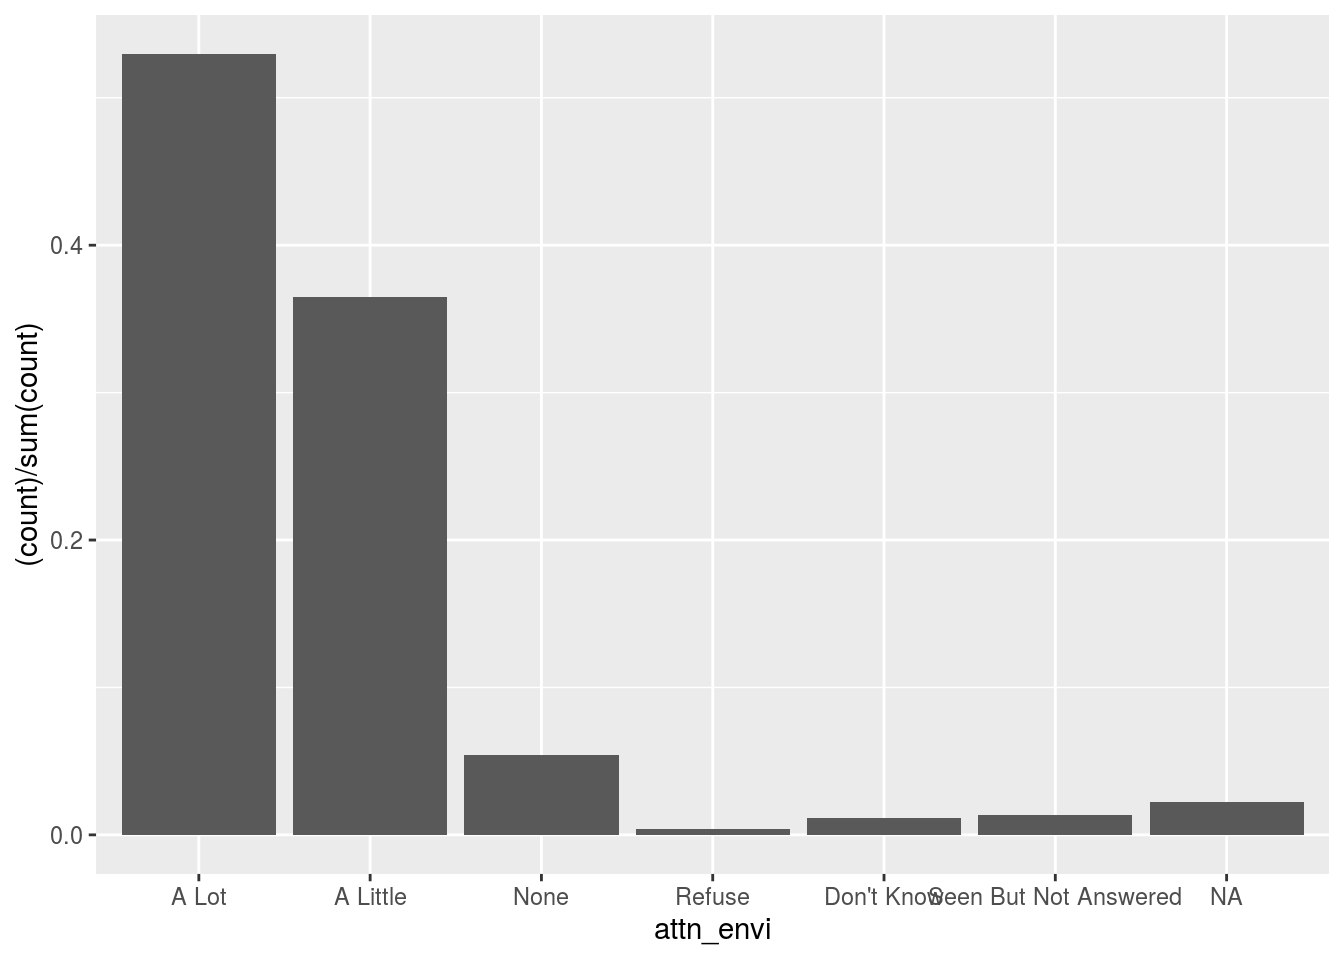 (count)/sum(count)
0.4
0.2
0.0
A Lot
A Little
None
Refuse
Don't Know
Seen But Not Answered
NA
attn_envi